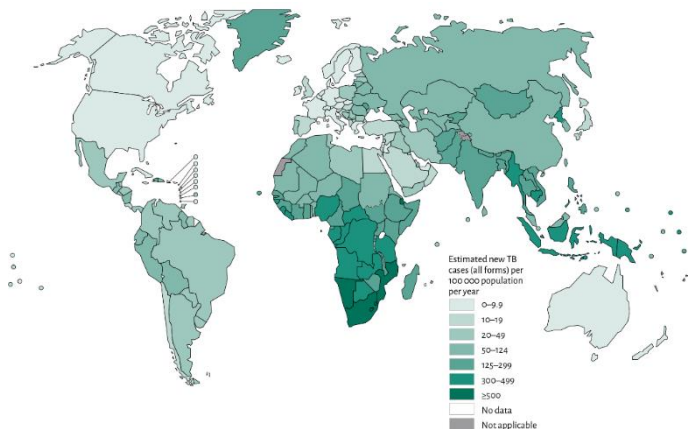 Estimated new TB
cases (all forms) per
100 000 population
per year
0–9.9
10–19
20–49
50–124
125–299
300–499
≥500
No data
Not applicable